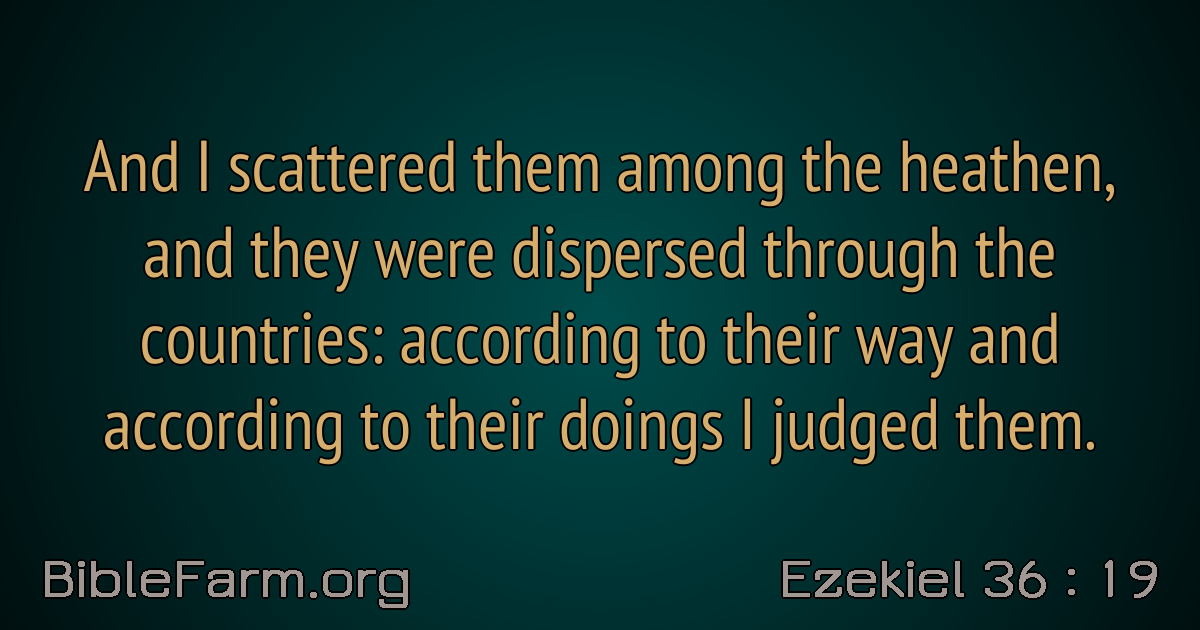 And I scattered them among the heathen,
and they were dispersed through the
countries: according to their way and
according to their doings I judged them.
BibleFarm.org
Ezekiel 36 : 19